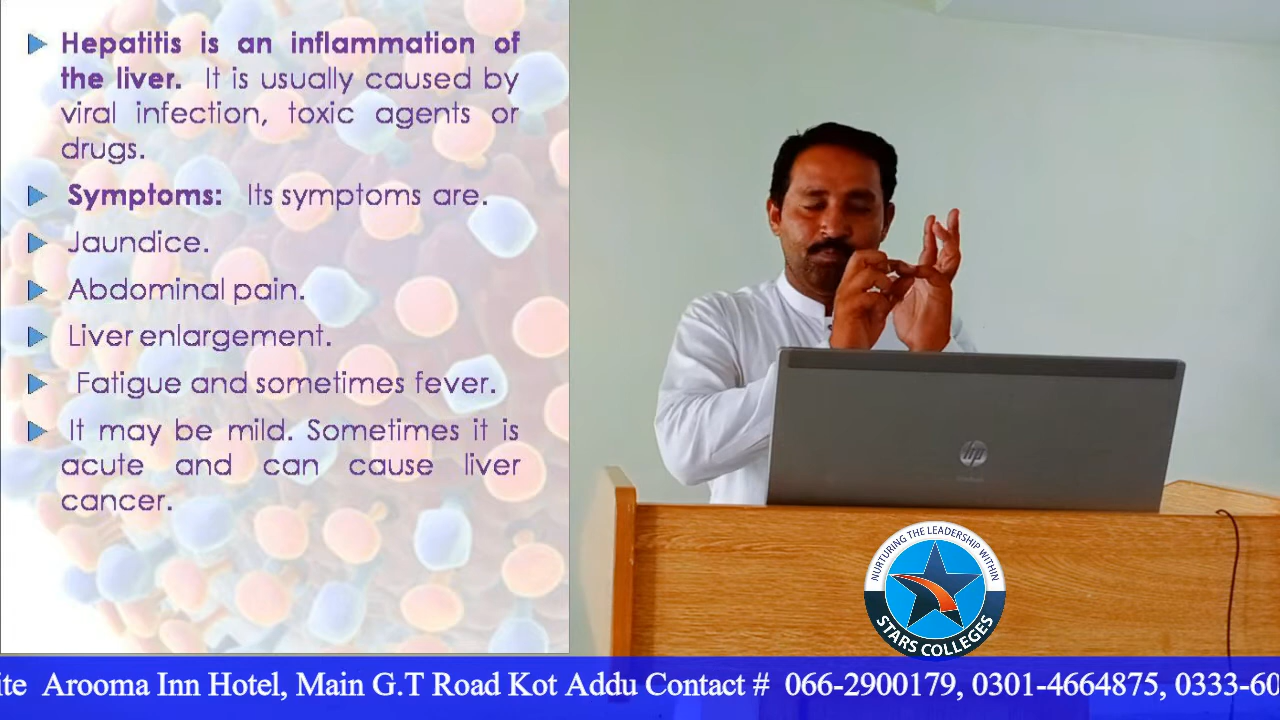 Hepatitis is an inflammation of
the liver. It is usually caused by
viral infection, toxic agents or
drugs.
Symptoms: Its symptoms are.
Jaundice.
Abdominal pain.
Liver enlargement.
Fatigue and sometimes fever.
It may be mild. Sometimes it is
acute and can cause liver
cancer.
hp
NURTURING THE LEADERSHIP WITHIN
STARS COLLEGES
Arooma Inn Hotel, Main G.T Road Kot Addu Contact # 066-2900179, 0301-4664875, 0333-60